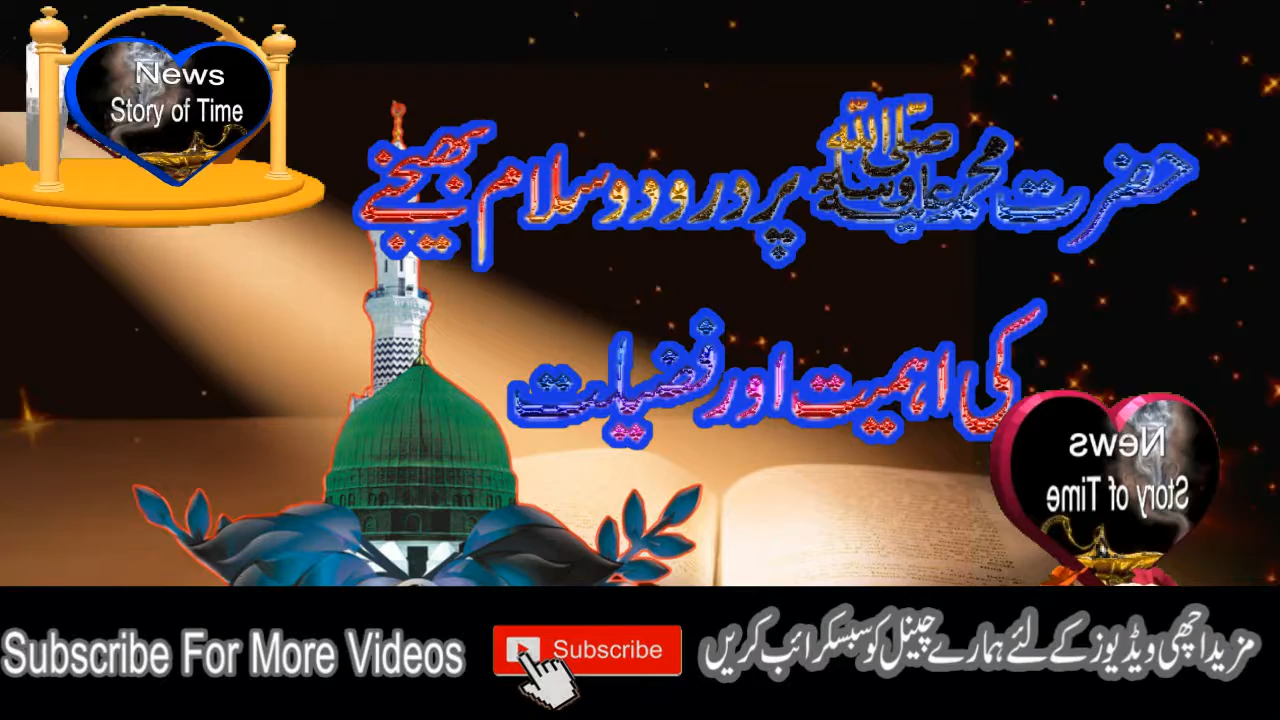 News
Story of Time
حضرت محمد ﷺ پر درود و سلام بھیجنے
کی اہمیت اور فضیلت
News
Story of Time
Subscribe For More Videos
Subscribe
مزید اچھی ویڈیوز کے لئے ہمارے چینل کو سبسکرائب کریں